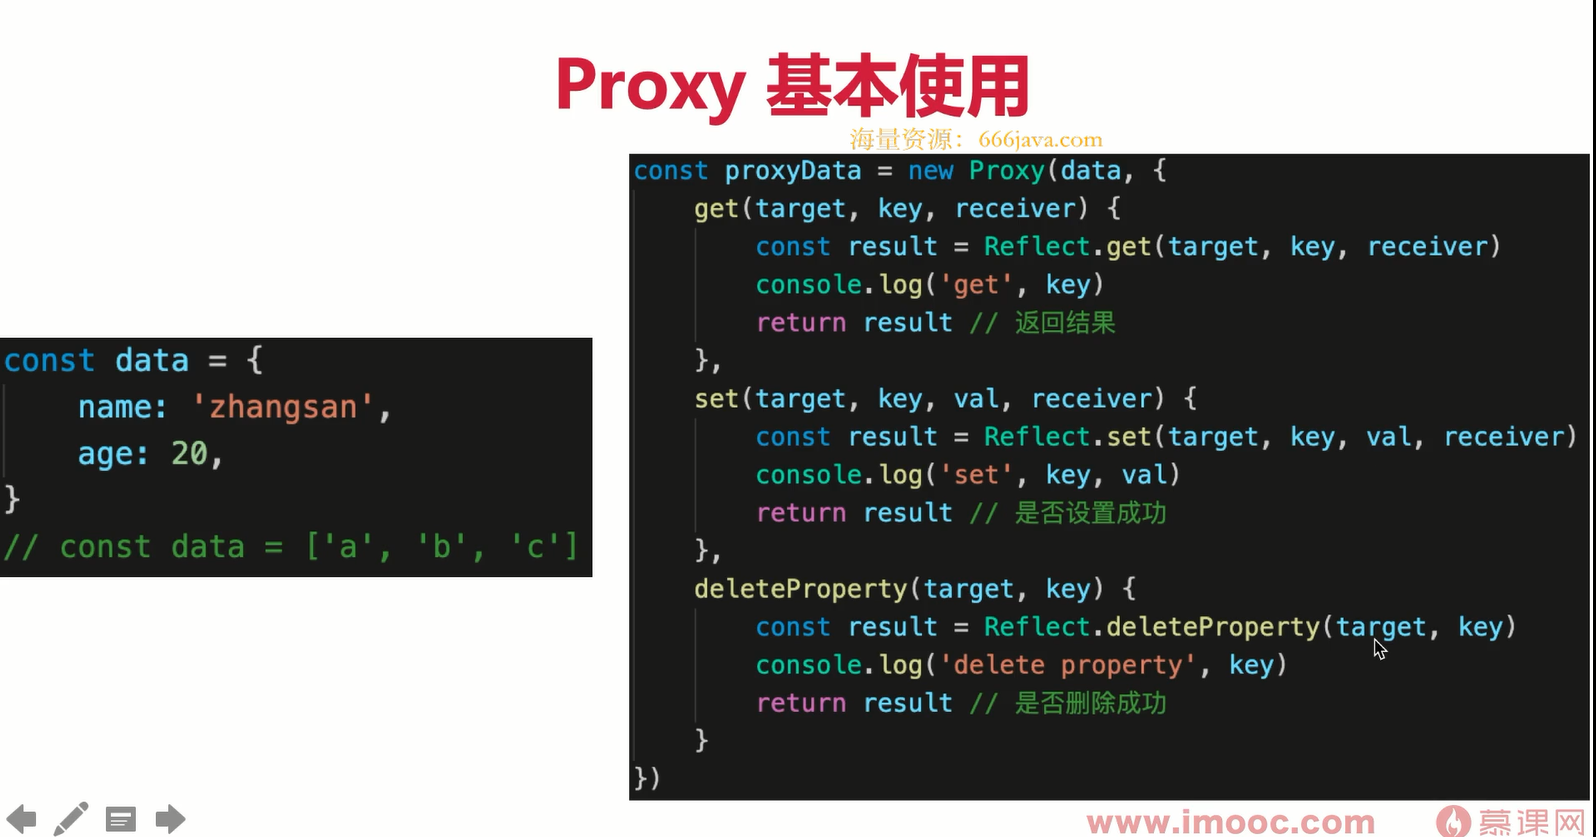 Proxy 基本使用
海量资源：666java.com
const data = {
    name: 'zhangsan',
    age: 20,
}
// const data = ['a', 'b', 'c']
const proxyData = new Proxy(data, {
    get(target, key, receiver) {
        const result = Reflect.get(target, key, receiver)
        console.log('get', key)
        return result // 返回结果
    },
    set(target, key, val, receiver) {
        const result = Reflect.set(target, key, val, receiver)
        console.log('set', key, val)
        return result // 是否设置成功
    },
    deleteProperty(target, key) {
        const result = Reflect.deleteProperty(target, key)
        console.log('delete property', key)
        return result // 是否删除成功
    }
})
www.imooc.com 慕课网